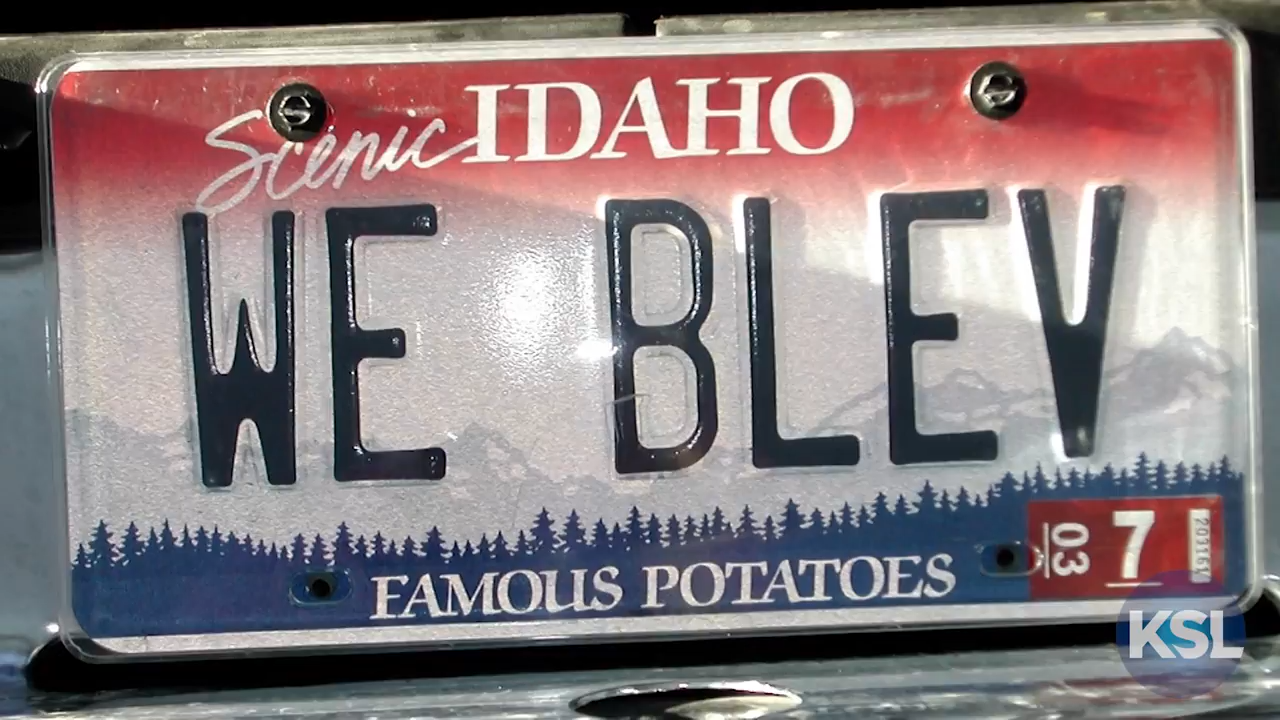 Scenic IDAHO
WE BLEV
03 7
FAMOUS POTATOES
KSL